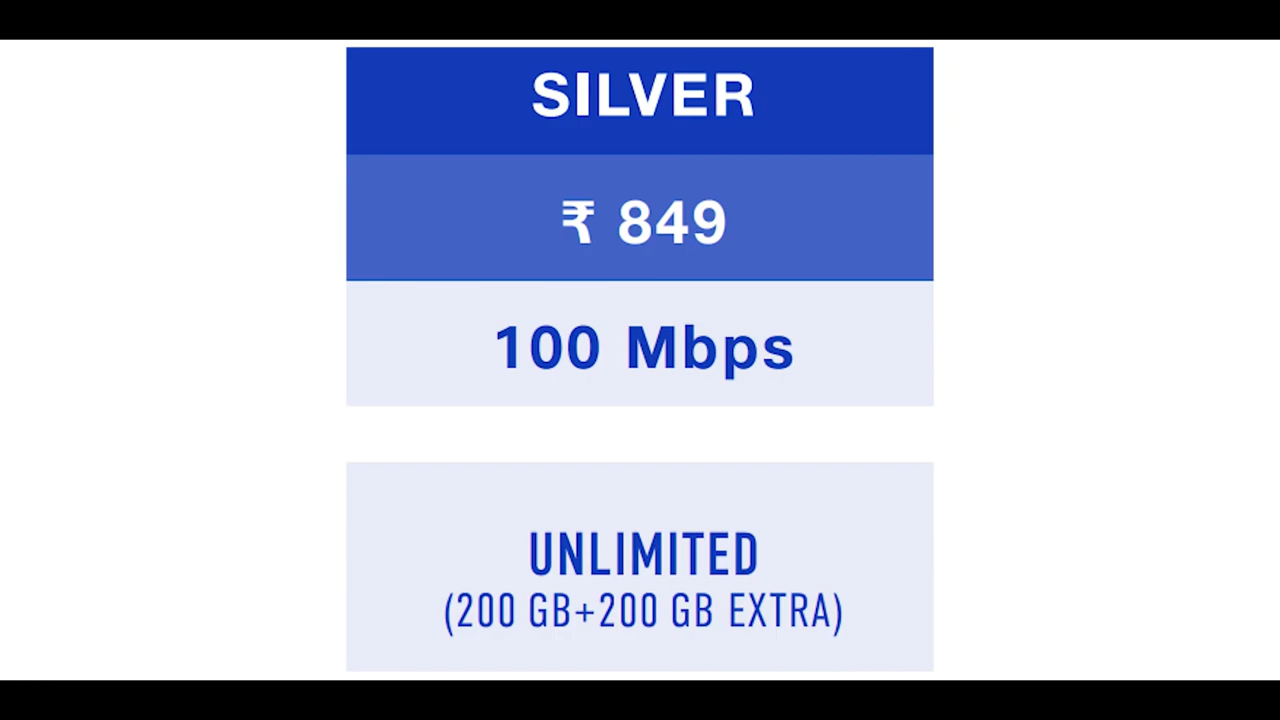 SILVER
₹ 849
100 Mbps
UNLIMITED
(200 GB+200 GB EXTRA)